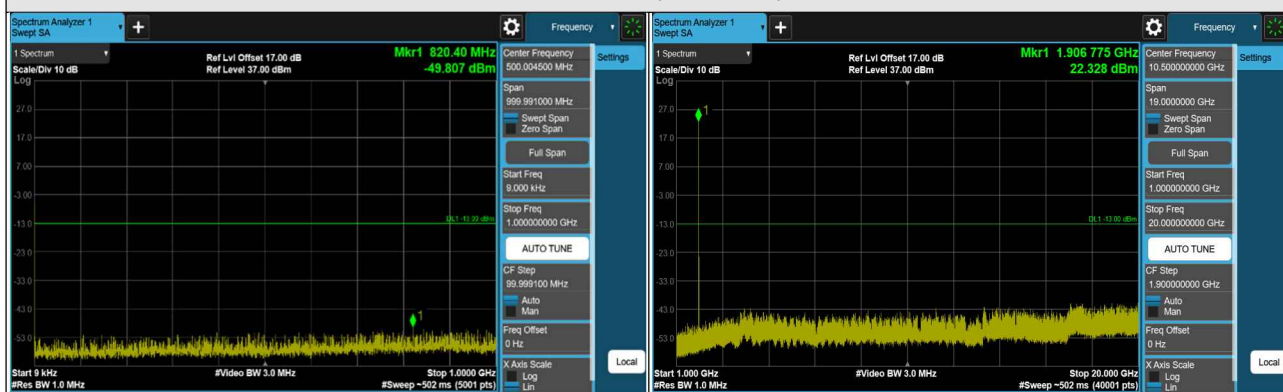 Spectrum Analyzer 1
Swept SA
+
Frequency
1 Spectrum
Scale/Div 10 dB
Log
Ref Lvl Offset 17.00 dB
Ref Level 37.00 dBm
Mkr1 820.40 MHz
-49.807 dBm
27.0
17.0
7.00
-3.00
-13.0
-23.0
-33.0
-43.0
-53.0
DL1 -13.00 dBm
1
Start 9 kHz
#Res BW 1.0 MHz
#Video BW 3.0 MHz
Stop 1.0000 GHz
#Sweep ~502 ms (5001 pts)
Center Frequency
500.004500 MHz
Span
999.991000 MHz
Swept Span
Zero Span
Full Span
Start Freq
9.000 kHz
Stop Freq
1.000000000 GHz
AUTO TUNE
CF Step
99.999100 MHz
Auto
Man
Freq Offset
0 Hz
X Axis Scale
Log
Lin
Settings
Local
Spectrum Analyzer 1
Swept SA
+
Frequency
1 Spectrum
Scale/Div 10 dB
Log
Ref Lvl Offset 17.00 dB
Ref Level 37.00 dBm
Mkr1 1.906 775 GHz
22.328 dBm
27.0
17.0
7.00
-3.00
-13.0
-23.0
-33.0
-43.0
-53.0
DL1 -13.00 dBm
1
Start 1.000 GHz
#Res BW 1.0 MHz
#Video BW 3.0 MHz
Stop 20.000 GHz
#Sweep ~502 ms (40001 pts)
Center Frequency
10.500000000 GHz
Span
19.0000000 GHz
Swept Span
Zero Span
Full Span
Start Freq
1.000000000 GHz
Stop Freq
20.000000000 GHz
AUTO TUNE
CF Step
1.900000000 GHz
Auto
Man
Freq Offset
0 Hz
X Axis Scale
Log
Lin
Settings
Local